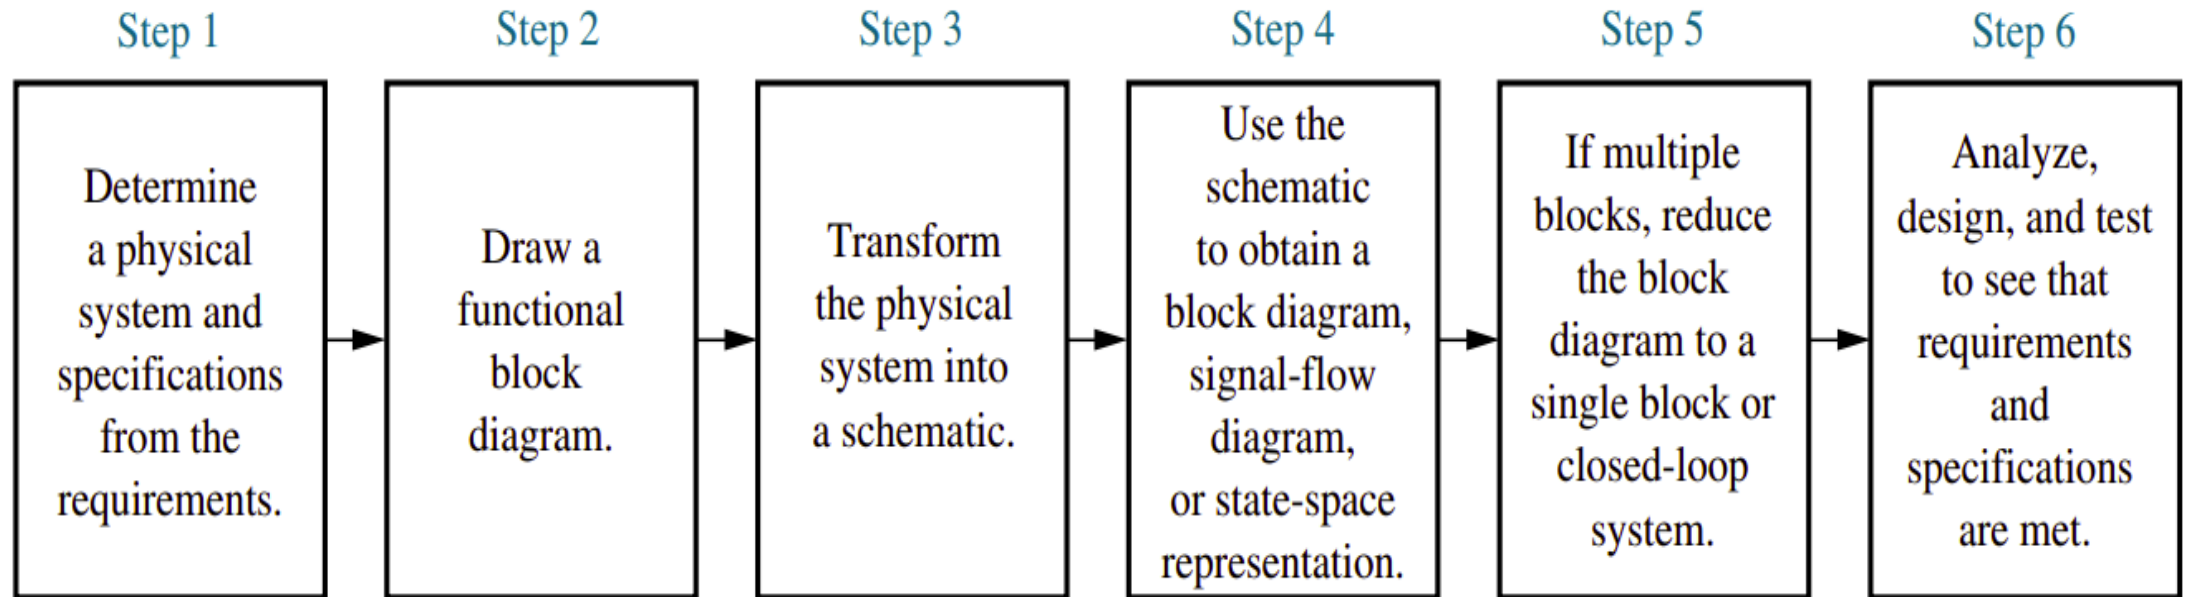 Step 1
Determine
a physical
system and
specifications
from the
requirements.
Step 2
Draw a
functional
block
diagram.
Step 3
Transform
the physical
system into
a schematic.
Step 4
Use the
schematic
to obtain a
block diagram,
signal-flow
diagram,
or state-space
representation.
Step 5
If multiple
blocks, reduce
the block
diagram to a
single block or
closed-loop
system.
Step 6
Analyze,
design, and test
to see that
requirements
and
specifications
are met.